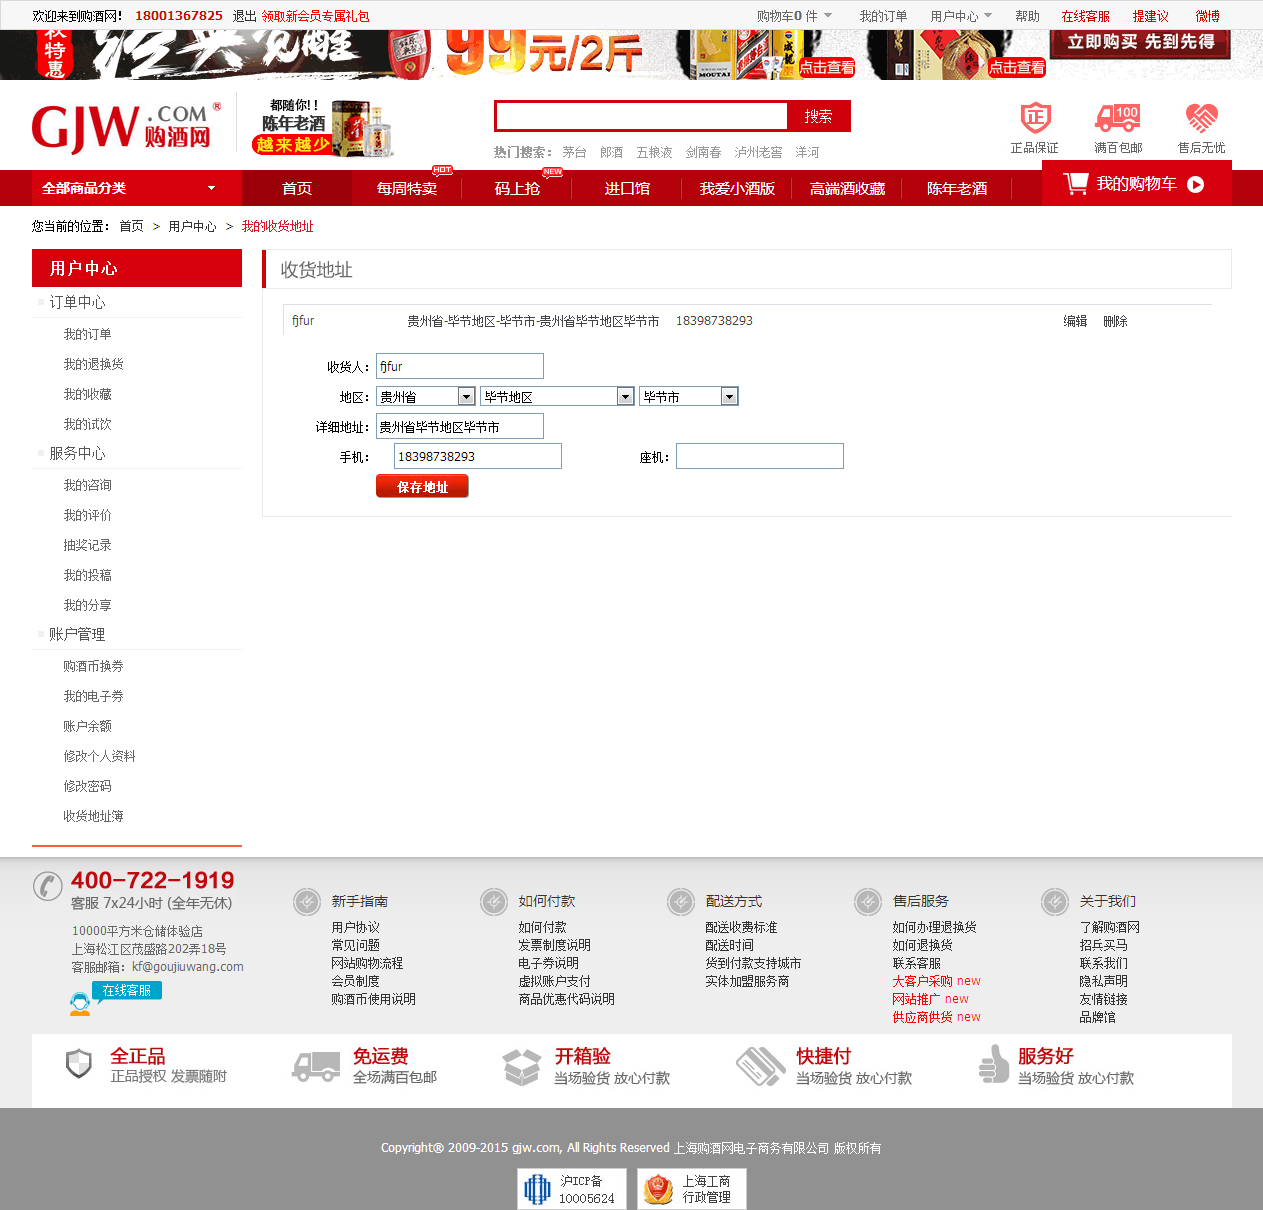 欢迎来到购酒网！ 18001367825 退出 领取新会员专属礼包
购物车0 件 我的订单 用户中心 帮助 在线客服 提建议 微博
特惠 经典觉醒 99元/2斤 MOUTAI 点击查看 点击查看 立即购买 先到先得
GJW.COM® 购酒网
都随你!!
陈年老酒
越来越少
搜索
热门搜索： 茅台 郎酒 五粮液 剑南春 泸州老窖 洋河
正品保证 满百包邮 售后无忧
100
全部商品分类 首页 每周特卖 HOT 码上抢 NEW 进口馆 我爱小酒版 高端酒收藏 陈年老酒 我的购物车
您当前的位置： 首页 > 用户中心 > 我的收货地址
用户中心
订单中心
我的订单
我的退换货
我的收藏
我的试饮
服务中心
我的咨询
我的评价
抽奖记录
我的投稿
我的分享
账户管理
购酒币换券
我的电子券
账户余额
修改个人资料
修改密码
收货地址簿
收货地址
fjfur 贵州省-毕节地区-毕节市-贵州省毕节地区毕节市 18398738293 编辑 删除
收货人： fjfur
地区： 贵州省 毕节地区 毕节市
详细地址： 贵州省毕节地区毕节市
手机： 18398738293 座机：
保存地址
400-722-1919
客服 7x24小时 (全年无休)
10000平方米仓储体验店
上海松江区茂盛路202弄18号
客服邮箱：kf@goujiuwang.com
在线客服
新手指南
用户协议
常见问题
网站购物流程
会员制度
购酒币使用说明
如何付款
如何付款
发票制度说明
电子券说明
虚拟账户支付
商品优惠代码说明
配送方式
配送收费标准
配送时间
货到付款支持城市
实体加盟服务商
售后服务
如何办理退换货
如何退换货
联系客服
大客户采购 new
网站推广 new
供应商供货 new
关于我们
了解购酒网
招兵买马
联系我们
隐私声明
友情链接
品牌馆
全正品
正品授权 发票随附
免运费
全场满百包邮
开箱验
当场验货 放心付款
快捷付
当场验货 放心付款
服务好
当场验货 放心付款
Copyright® 2009-2015 gjw.com, All Rights Reserved 上海购酒网电子商务有限公司 版权所有
沪ICP备
10005624
上海工商
行政管理